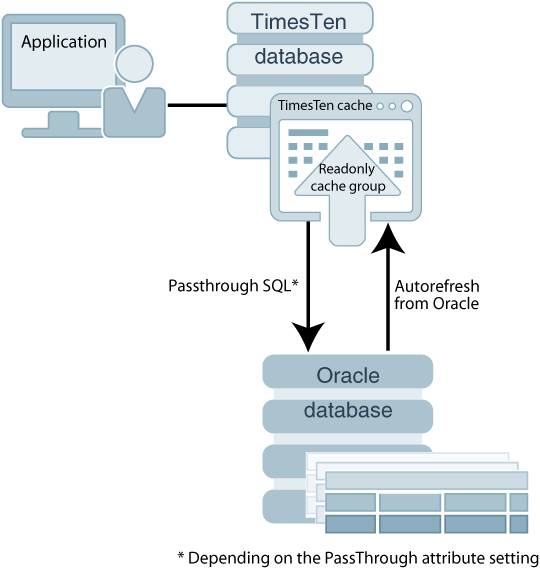 Application
TimesTen
database
TimesTen cache
Readonly
cache group
Passthrough SQL*
Autorefresh
from Oracle
Oracle
database
* Depending on the PassThrough attribute setting